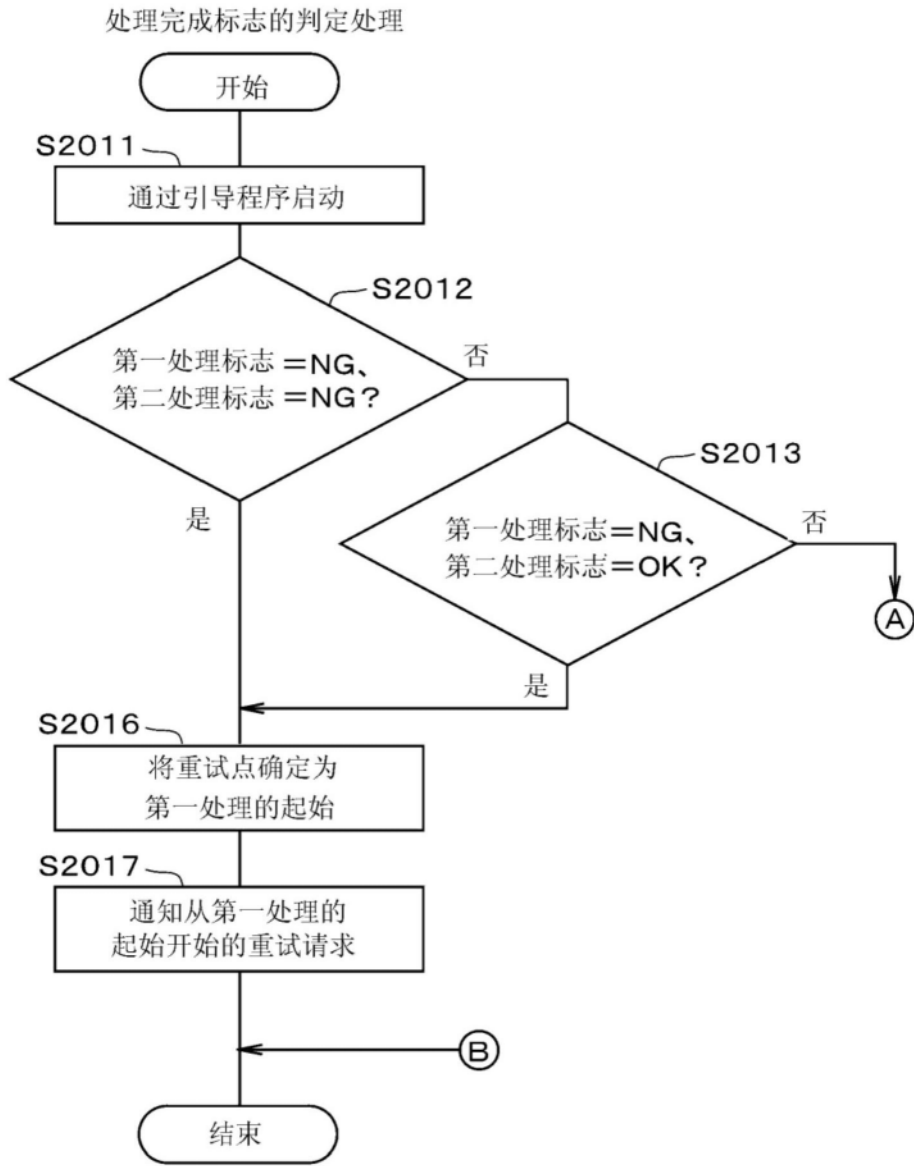 处理完成标志的判定处理
开始
S2011
通过引导程序启动
S2012
第一处理标志=NG、
第二处理标志=NG?
否
是
S2013
第一处理标志=NG、
第二处理标志=OK?
否
A
是
S2016
将重试点确定为
第一处理的起始
S2017
通知从第一处理的
起始开始的重试请求
B
结束